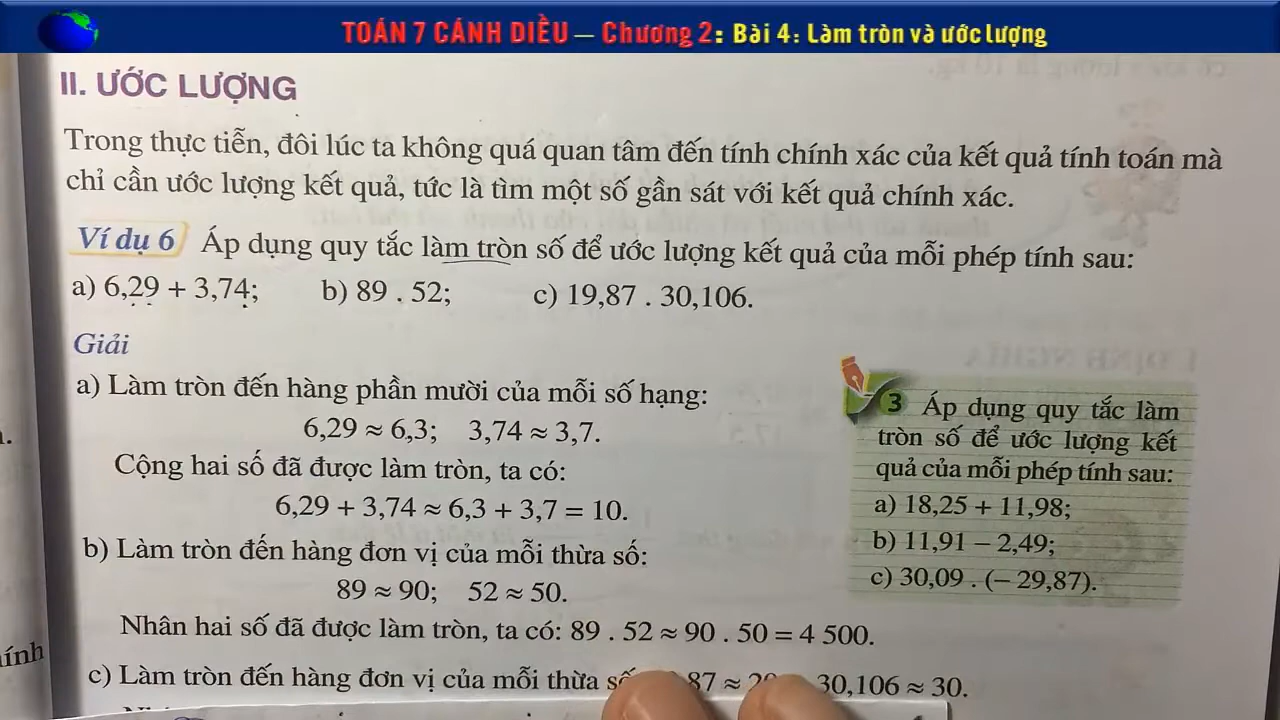 TOÁN 7 CÁNH DIỀU – Chương 2: Bài 4: Làm tròn và ước lượng
II. ƯỚC LƯỢNG
Trong thực tiễn, đôi lúc ta không quá quan tâm đến tính chính xác của kết quả tính toán mà
chỉ cần ước lượng kết quả, tức là tìm một số gần sát với kết quả chính xác.
Ví dụ 6 Áp dụng quy tắc làm tròn số để ước lượng kết quả của mỗi phép tính sau:
a) 6,29 + 3,74; b) 89 . 52; c) 19,87 . 30,106.
Giải
a) Làm tròn đến hàng phần mười của mỗi số hạng:
6,29 ≈ 6,3; 3,74 ≈ 3,7.
Cộng hai số đã được làm tròn, ta có:
6,29 + 3,74 ≈ 6,3 + 3,7 = 10.
b) Làm tròn đến hàng đơn vị của mỗi thừa số:
89 ≈ 90; 52 ≈ 50.
Nhân hai số đã được làm tròn, ta có: 89 . 52 ≈ 90 . 50 = 4 500.
c) Làm tròn đến hàng đơn vị của mỗi thừa số 87 ≈ 30,106 ≈ 30.
3 Áp dụng quy tắc làm
tròn số để ước lượng kết
quả của mỗi phép tính sau:
a) 18,25 + 11,98;
b) 11,91 – 2,49;
c) 30,09 . (– 29,87).